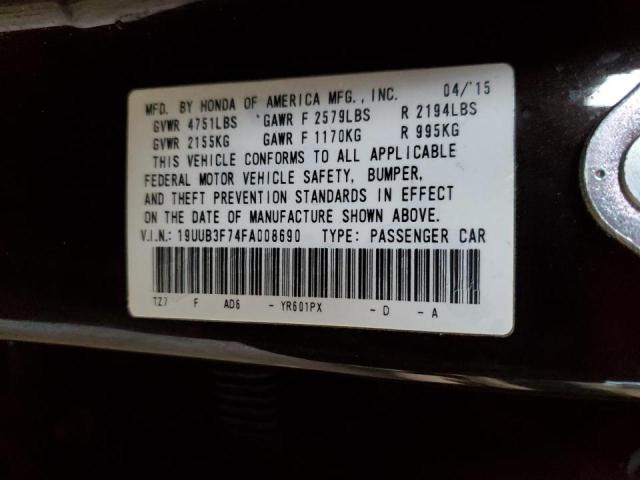 MFD. BY HONDA OF AMERICA MFG., INC. 04/'15
GVWR 4751LBS GAWR F 2579LBS R 2194LBS
GVWR 2155KG GAWR F 1170KG R 995KG
THIS VEHICLE CONFORMS TO ALL APPLICABLE
FEDERAL MOTOR VEHICLE SAFETY, BUMPER,
AND THEFT PREVENTION STANDARDS IN EFFECT
ON THE DATE OF MANUFACTURE SHOWN ABOVE.
V.I.N.: 19UUB3F74FA008690 TYPE: PASSENGER CAR
TZ7 F AD6 - YR601PX - D - A